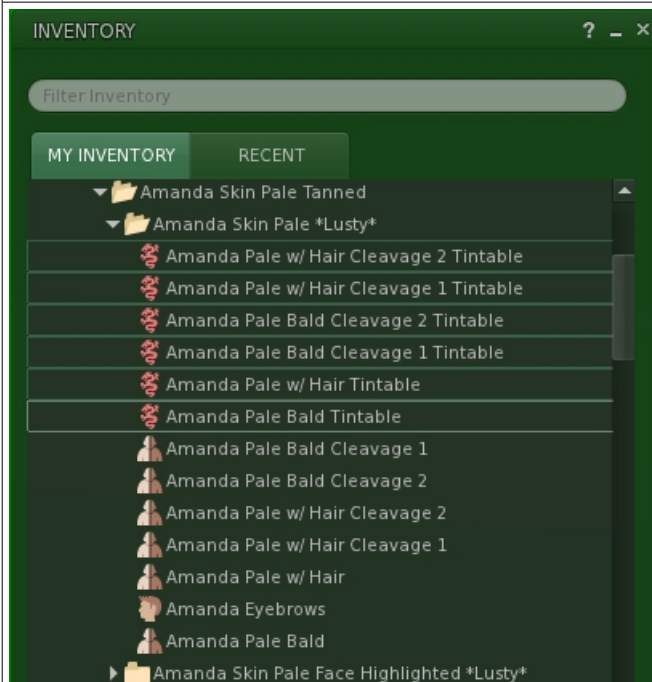 INVENTORY ? _ ×
Filter Inventory
MY INVENTORY RECENT
Amanda Skin Pale Tanned
Amanda Skin Pale *Lusty*
Amanda Pale w/ Hair Cleavage 2 Tintable
Amanda Pale w/ Hair Cleavage 1 Tintable
Amanda Pale Bald Cleavage 2 Tintable
Amanda Pale Bald Cleavage 1 Tintable
Amanda Pale w/ Hair Tintable
Amanda Pale Bald Tintable
Amanda Pale Bald Cleavage 1
Amanda Pale Bald Cleavage 2
Amanda Pale w/ Hair Cleavage 2
Amanda Pale w/ Hair Cleavage 1
Amanda Pale w/ Hair
Amanda Eyebrows
Amanda Pale Bald
Amanda Skin Pale Face Highlighted *Lusty*